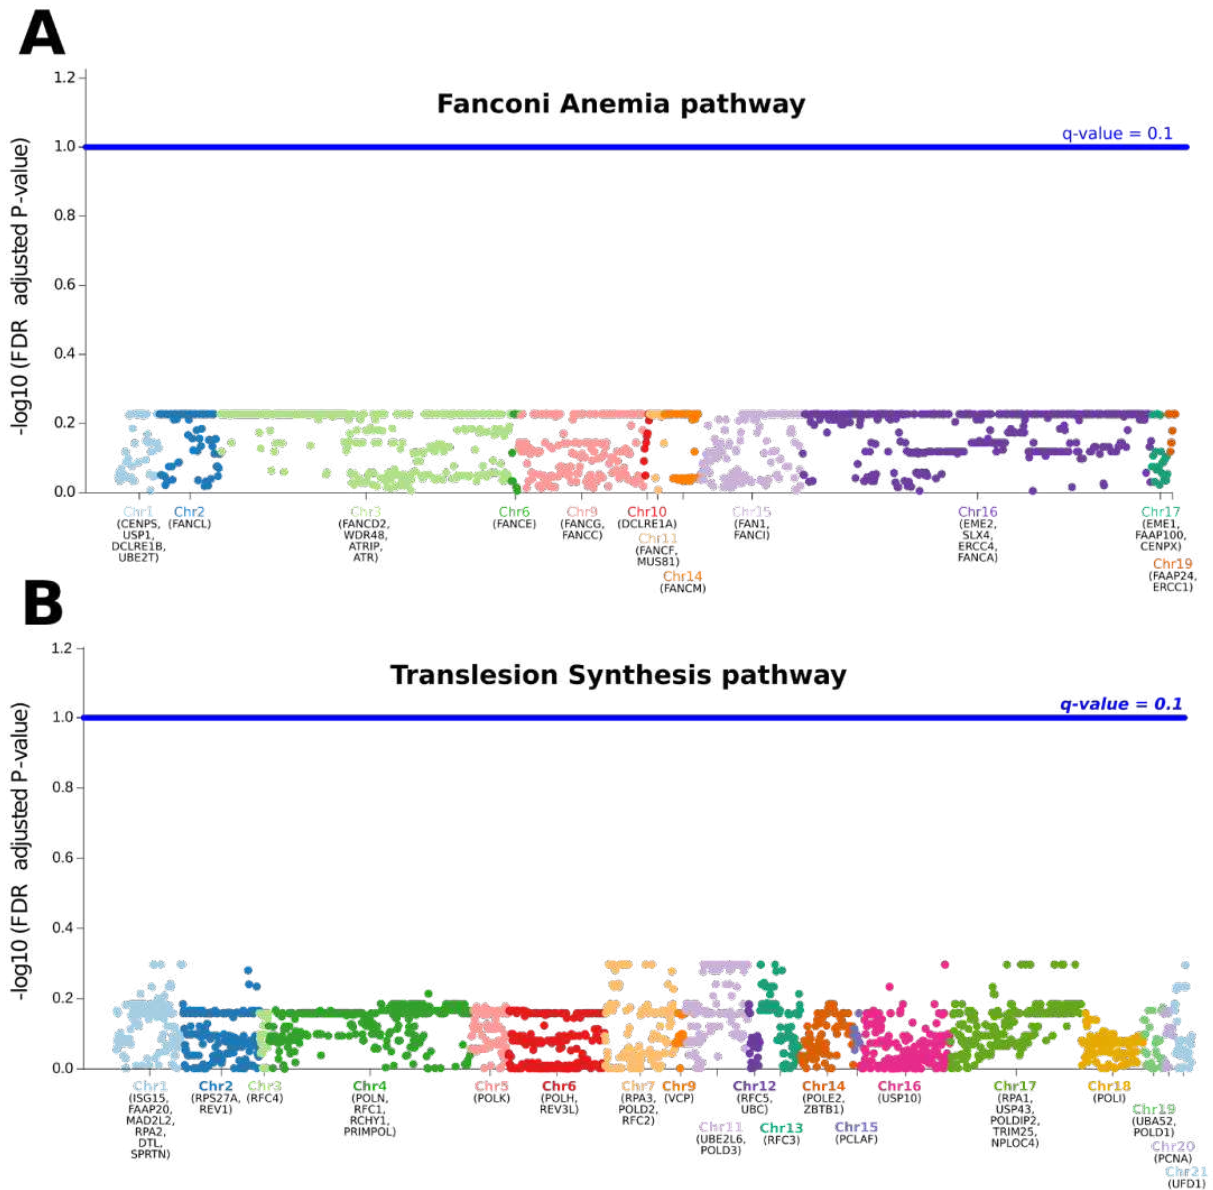 A
Fanconi Anemia pathway
q-value = 0.1
-log10 (FDR adjusted P-value)
1.2
1.0
0.8
0.6
0.4
0.2
0.0
Chr1
(CENPS,
USP1,
DCLRE1B,
UBE2T)
Chr2
(FANCL)
Chr3
(FANCD2,
WDR48,
ATRIP,
ATR)
Chr6
(FANCE)
Chr9
(FANCG,
FANCC)
Chr10
(DCLRE1A)
Chr11
(FANCF,
MUS81)
Chr14
(FANCM)
Chr15
(FAN1,
FANCI)
Chr16
(EME2,
SLX4,
ERCC4,
FANCA)
Chr17
(EME1,
FAAP100,
CENPX)
Chr19
(FAAP24,
ERCC1)
B
Translesion Synthesis pathway
q-value = 0.1
-log10 (FDR adjusted P-value)
1.2
1.0
0.8
0.6
0.4
0.2
0.0
Chr1
(ISG15,
FAAP20,
MAD2L2,
RPA2,
DTL,
SPRTN)
Chr2
(RPS27A,
REV1)
Chr3
(RFC4)
Chr4
(POLN,
RFC1,
RCHY1,
PRIMPOL)
Chr5
(POLK)
Chr6
(POLH,
REV3L)
Chr7
(RPA3,
POLD2,
RFC2)
Chr9
(VCP)
Chr11
(UBE2L6,
POLD3)
Chr12
(RFC5,
UBC)
Chr13
(RFC3)
Chr14
(POLE2,
ZBTB1)
Chr15
(PCLAF)
Chr16
(USP10)
Chr17
(RPA1,
USP43,
POLDIP2,
TRIM25,
NPLOC4)
Chr18
(POLI)
Chr19
(UBA52,
POLD1)
Chr20
(PCNA)
Chr21
(UFD1)